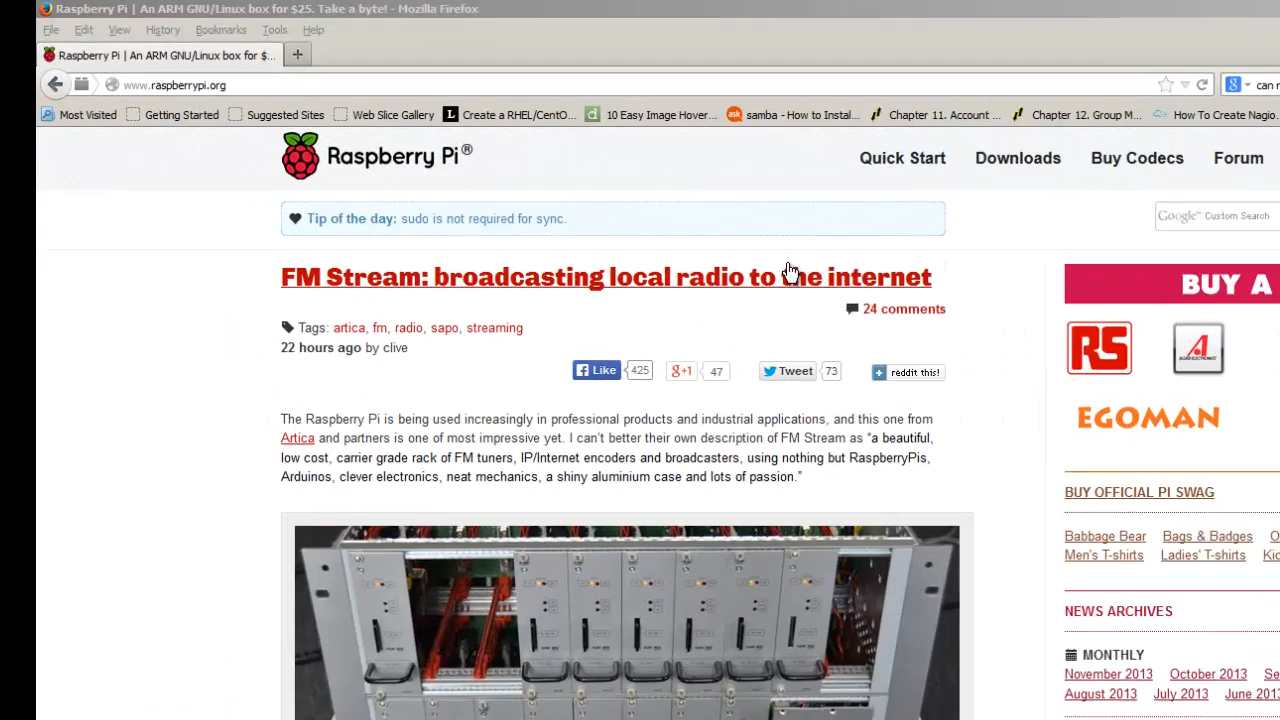 Raspberry Pi | An ARM GNU/Linux box for $25. Take a byte! - Mozilla Firefox
File Edit View History Bookmarks Tools Help
Raspberry Pi | An ARM GNU/Linux box for $...
www.raspberrypi.org
can r
Most Visited Getting Started Suggested Sites Web Slice Gallery Create a RHEL/CentO... 10 Easy Image Hover... samba - How to Instal... Chapter 11. Account ... Chapter 12. Group M... How To Create Nagio
Raspberry Pi®
Quick Start Downloads Buy Codecs Forum
Tip of the day: sudo is not required for sync.
Google™ Custom Search
FM Stream: broadcasting local radio to the internet
24 comments
Tags: artica, fm, radio, sapo, streaming
22 hours ago by clive
Like 425 +1 47 Tweet 73 reddit this!
The Raspberry Pi is being used increasingly in professional products and industrial applications, and this one from
Artica and partners is one of most impressive yet. I can't better their own description of FM Stream as “a beautiful,
low cost, carrier grade rack of FM tuners, IP/Internet encoders and broadcasters, using nothing but RaspberryPis,
Arduinos, clever electronics, neat mechanics, a shiny aluminium case and lots of passion.”
BUY A
RS
EGOMAN
BUY OFFICIAL PI SWAG
Babbage Bear Bags & Badges O
Men's T-shirts Ladies' T-shirts Kic
NEWS ARCHIVES
MONTHLY
November 2013 October 2013 Se
August 2013 July 2013 June 2013